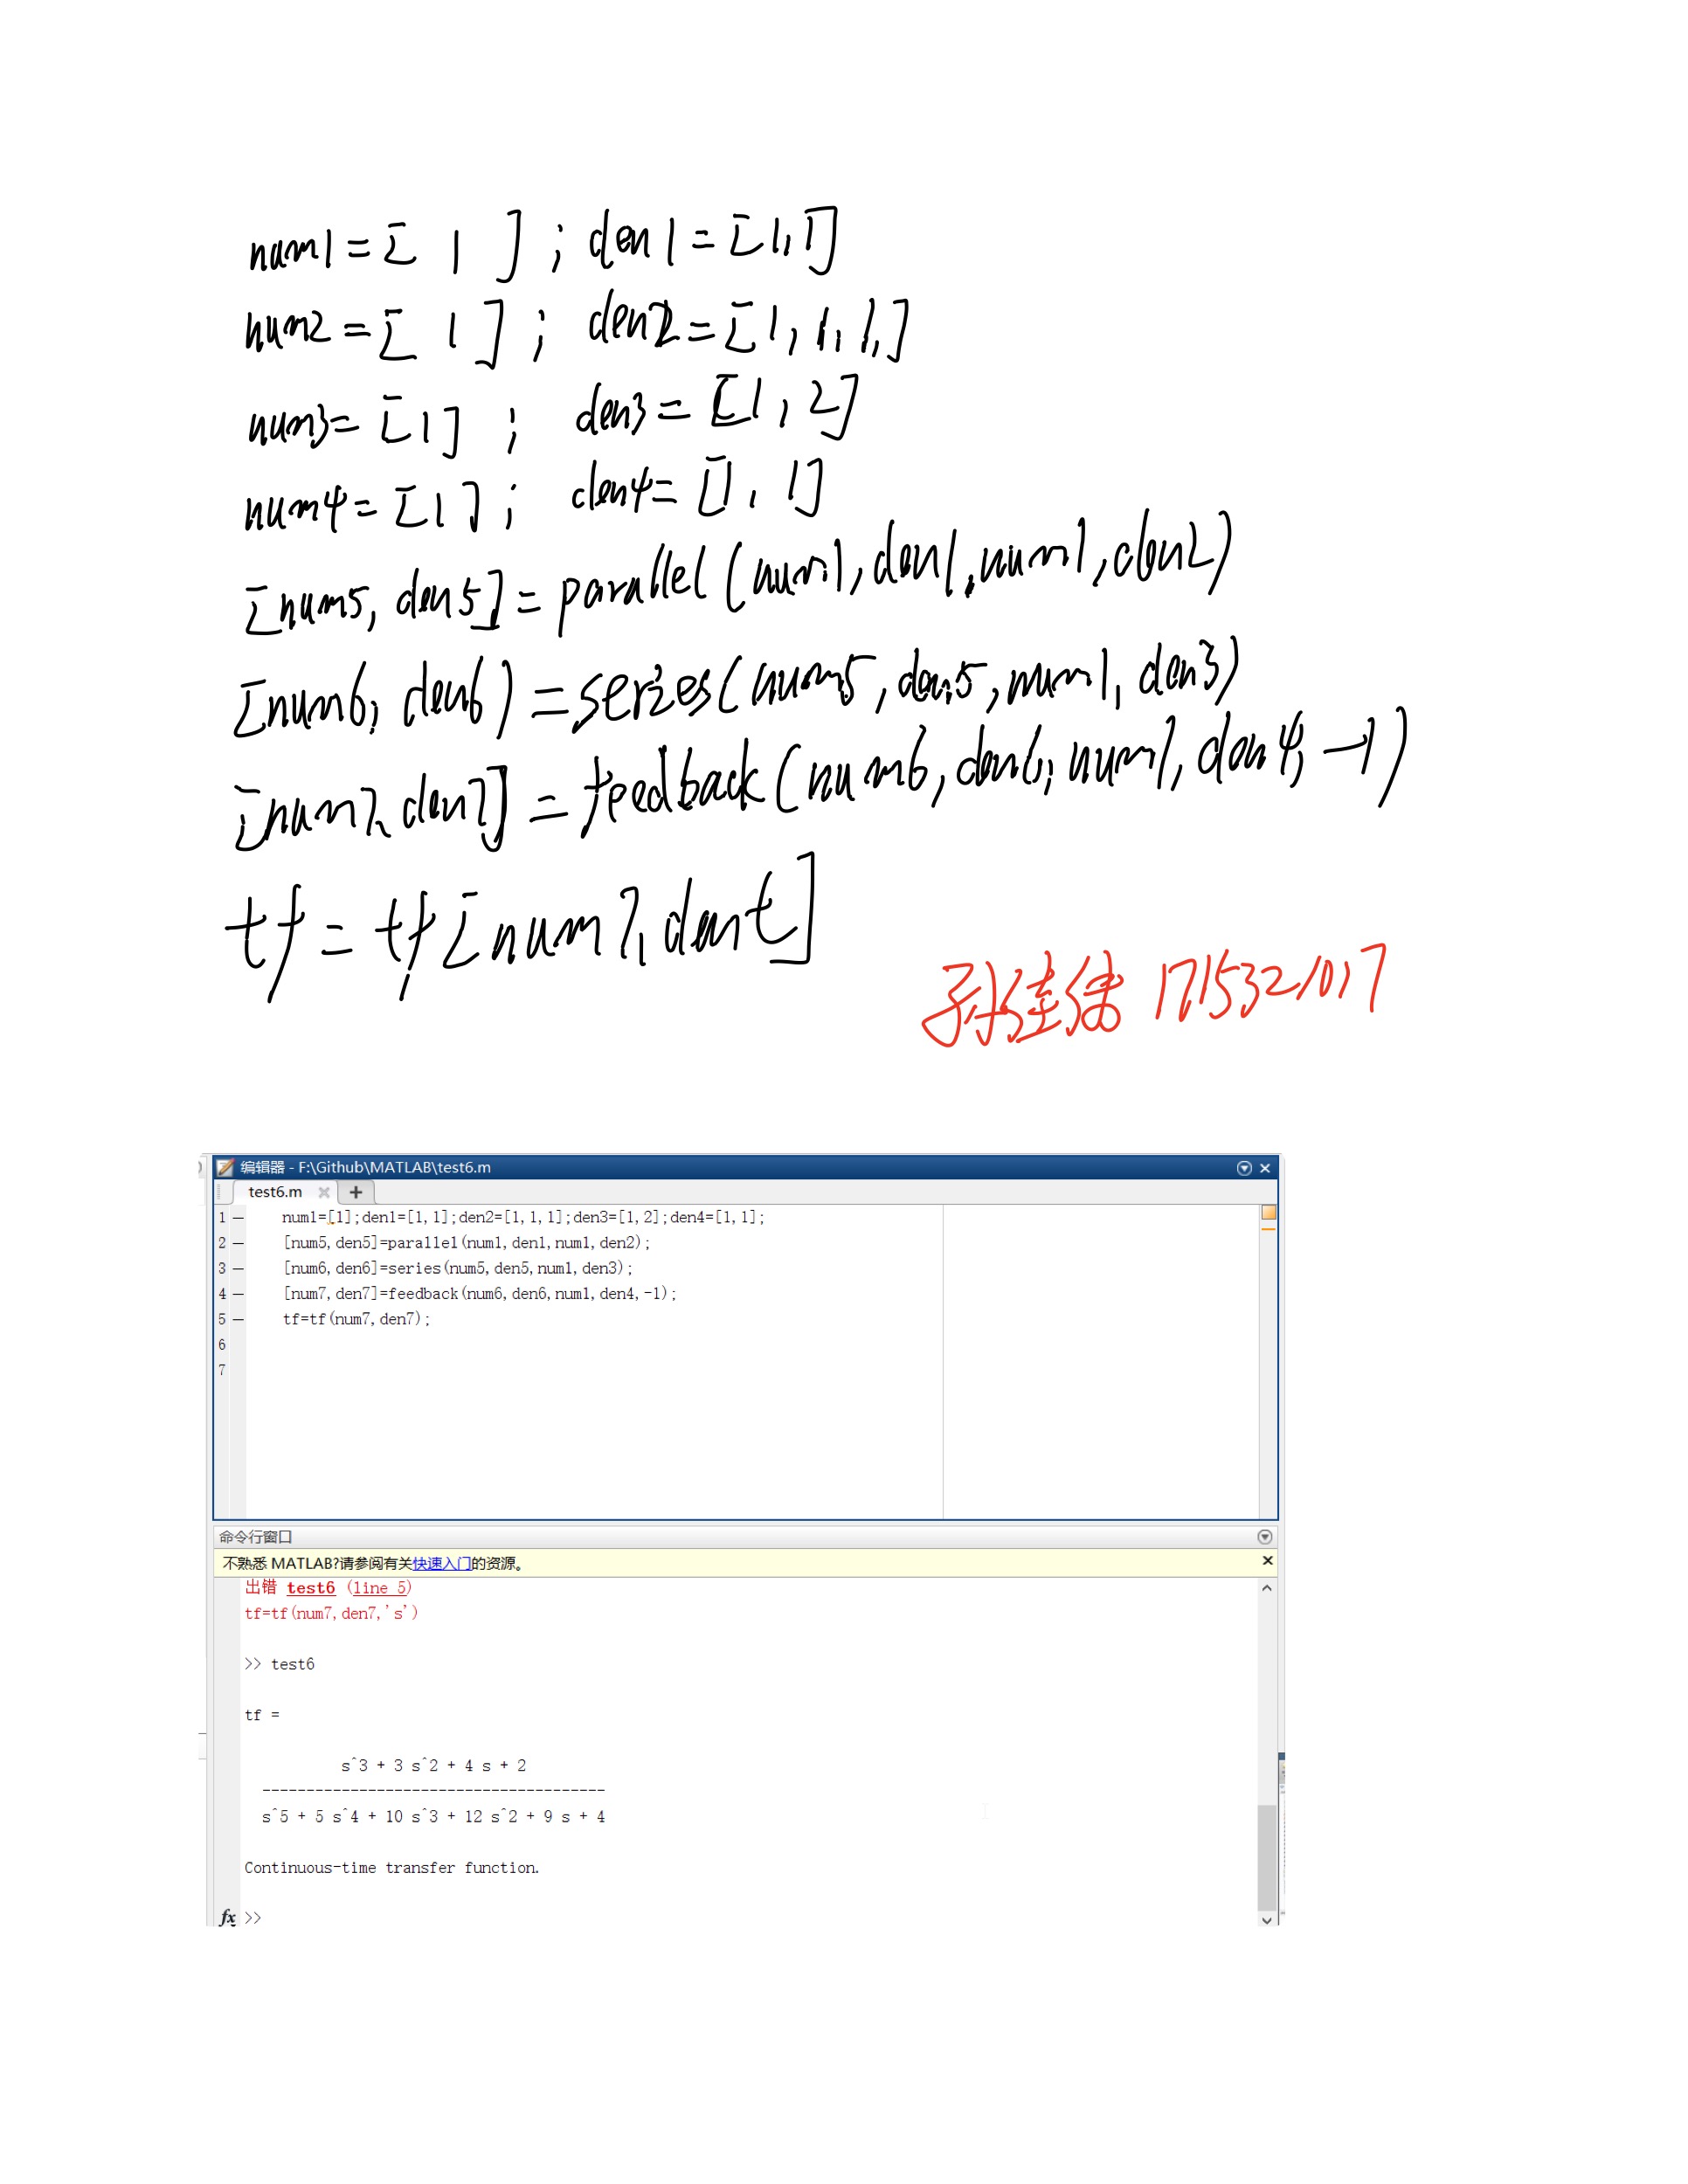 num1=[ 1 ] ; den1=[1,1]
num2=[ 1 ] ; den2=[1,1,1,]
num3=[1] ; den3=[1,2]
num4=[1] ; den4=[1,1]
[num5, den5]=parallel(num1,den1,num1,den2)
[num6, den6)=series(num5,den5,num1,den3)
[num7,den7]=feedback(num6,den6,num1,den4,-1)
tf=tf[num7,den7]
1715321017
编辑器 - F:\Github\MATLAB\test6.m
test6.m
1 num1=[1];den1=[1,1];den2=[1,1,1];den3=[1,2];den4=[1,1];
2 [num5,den5]=parallel(num1,den1,num1,den2);
3 [num6,den6]=series(num5,den5,num1,den3);
4 [num7,den7]=feedback(num6,den6,num1,den4,-1);
5 tf=tf(num7,den7);
6
7
命令行窗口
不熟悉 MATLAB?请参阅有关快速入门的资源。
出错 test6 (line 5)
tf=tf(num7,den7,'s')
>> test6
tf =
s^3 + 3 s^2 + 4 s + 2
---------------------------------------
s^5 + 5 s^4 + 10 s^3 + 12 s^2 + 9 s + 4
Continuous-time transfer function.
fx >>